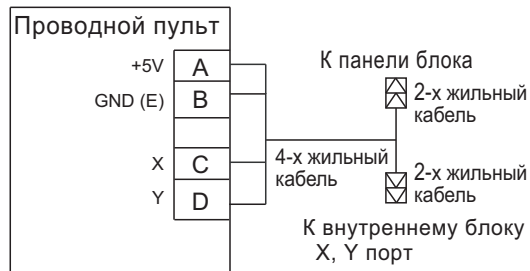 Проводной пульт
+5V A
GND (E) B
X C
Y D
4-х жильный
кабель
К панели блока
2-х жильный
кабель
2-х жильный
кабель
К внутреннему блоку
X, Y порт